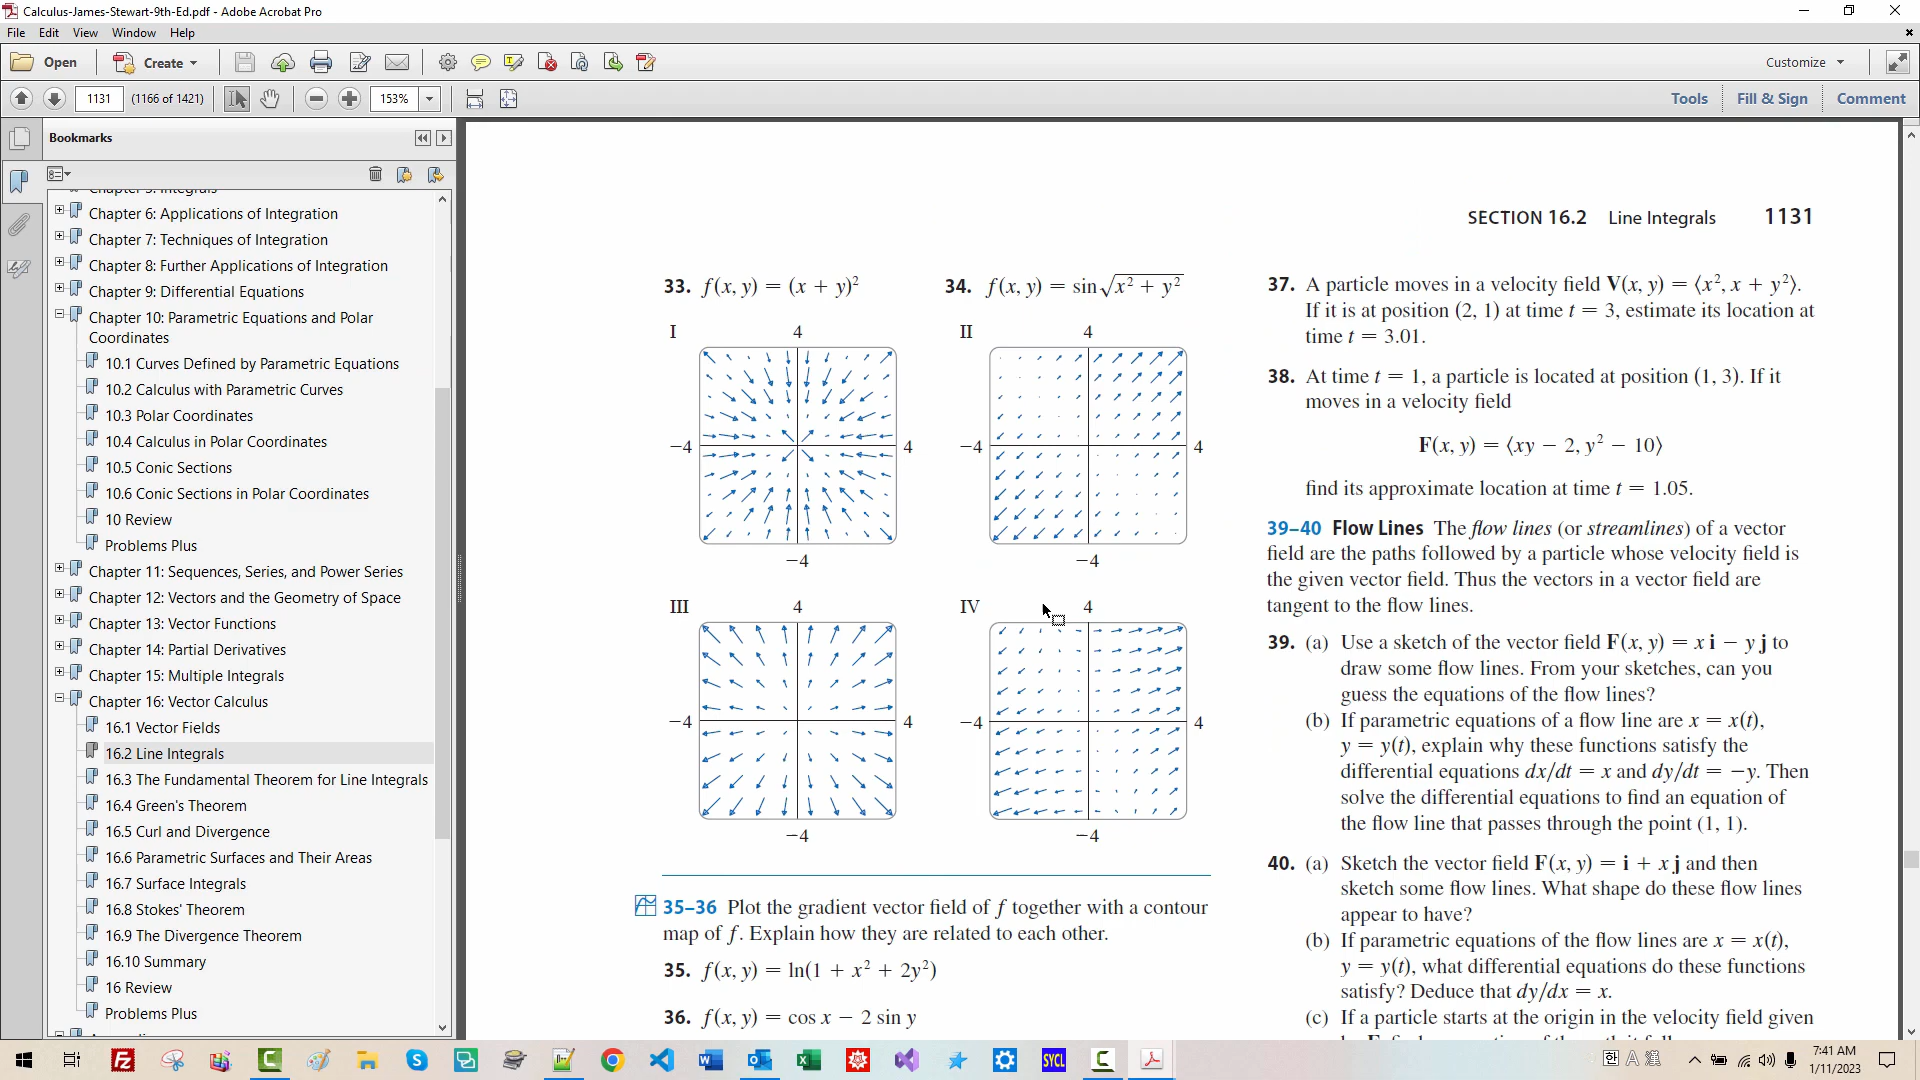 Calculus-James-Stewart-9th-Ed.pdf - Adobe Acrobat Pro
File Edit View Window Help
Open Create Customize
1131 (1166 of 1421) 153% Tools Fill & Sign Comment
Bookmarks
Chapter 5: Integrals
Chapter 6: Applications of Integration
Chapter 7: Techniques of Integration
Chapter 8: Further Applications of Integration
Chapter 9: Differential Equations
Chapter 10: Parametric Equations and Polar
Coordinates
10.1 Curves Defined by Parametric Equations
10.2 Calculus with Parametric Curves
10.3 Polar Coordinates
10.4 Calculus in Polar Coordinates
10.5 Conic Sections
10.6 Conic Sections in Polar Coordinates
10 Review
Problems Plus
Chapter 11: Sequences, Series, and Power Series
Chapter 12: Vectors and the Geometry of Space
Chapter 13: Vector Functions
Chapter 14: Partial Derivatives
Chapter 15: Multiple Integrals
Chapter 16: Vector Calculus
16.1 Vector Fields
16.2 Line Integrals
16.3 The Fundamental Theorem for Line Integrals
16.4 Green's Theorem
16.5 Curl and Divergence
16.6 Parametric Surfaces and Their Areas
16.7 Surface Integrals
16.8 Stokes' Theorem
16.9 The Divergence Theorem
16.10 Summary
16 Review
Problems Plus
SECTION 16.2 Line Integrals 1131
33. f(x, y) = (x + y)²
34. f(x, y) = sin√(x² + y²)
I 4
−4 4
−4
II 4
−4 4
−4
III 4
−4 4
−4
IV 4
−4 4
−4
35–36 Plot the gradient vector field of f together with a contour
map of f. Explain how they are related to each other.
35. f(x, y) = ln(1 + x² + 2y²)
36. f(x, y) = cos x − 2 sin y
37. A particle moves in a velocity field V(x, y) = ⟨x², x + y²⟩.
If it is at position (2, 1) at time t = 3, estimate its location at
time t = 3.01.
38. At time t = 1, a particle is located at position (1, 3). If it
moves in a velocity field
F(x, y) = ⟨xy − 2, y² − 10⟩
find its approximate location at time t = 1.05.
39–40 Flow Lines The flow lines (or streamlines) of a vector
field are the paths followed by a particle whose velocity field is
the given vector field. Thus the vectors in a vector field are
tangent to the flow lines.
39. (a) Use a sketch of the vector field F(x, y) = x i − y j to
draw some flow lines. From your sketches, can you
guess the equations of the flow lines?
(b) If parametric equations of a flow line are x = x(t),
y = y(t), explain why these functions satisfy the
differential equations dx/dt = x and dy/dt = −y. Then
solve the differential equations to find an equation of
the flow line that passes through the point (1, 1).
40. (a) Sketch the vector field F(x, y) = i + x j and then
sketch some flow lines. What shape do these flow lines
appear to have?
(b) If parametric equations of the flow lines are x = x(t),
y = y(t), what differential equations do these functions
satisfy? Deduce that dy/dx = x.
(c) If a particle starts at the origin in the velocity field given
SYCL
A 漢
7:41 AM
1/11/2023